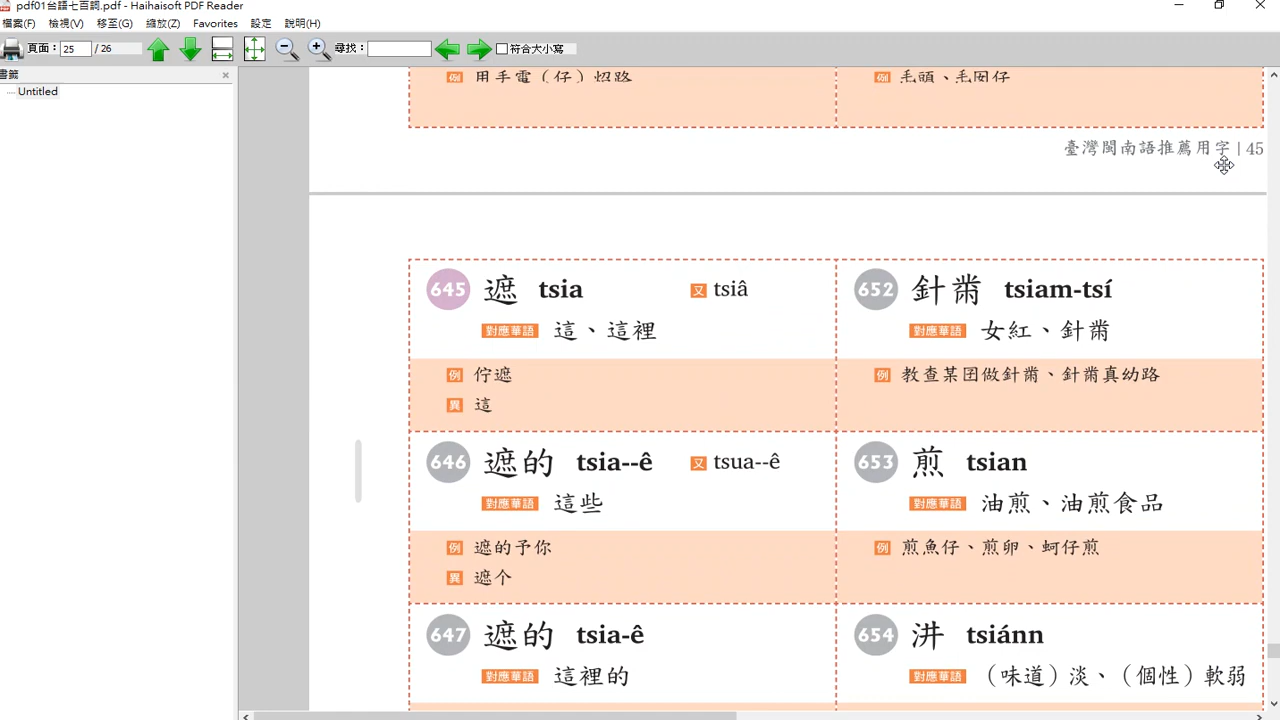 pdf01台語七百詞.pdf - Haihaisoft PDF Reader
檔案(F) 檢視(V) 移至(G) 縮放(Z) Favorites 設定 說明(H)
頁面： 25 / 26 尋找： 符合大小寫
書籤
Untitled
例 用手電（仔）炤路
例 毛頭、毛囡仔
臺灣閩南語推薦用字 | 45
645 遮 tsia 又 tsiâ
對應華語 這、這裡
例 佇遮
異 這
652 針黹 tsiam-tsí
對應華語 女紅、針黹
例 教查某囝做針黹、針黹真幼路
646 遮的 tsia--ê 又 tsua--ê
對應華語 這些
例 遮的予你
異 遮个
653 煎 tsian
對應華語 油煎、油煎食品
例 煎魚仔、煎卵、蚵仔煎
647 遮的 tsia-ê
對應華語 這裡的
654 汫 tsiánn
對應華語 （味道）淡、（個性）軟弱